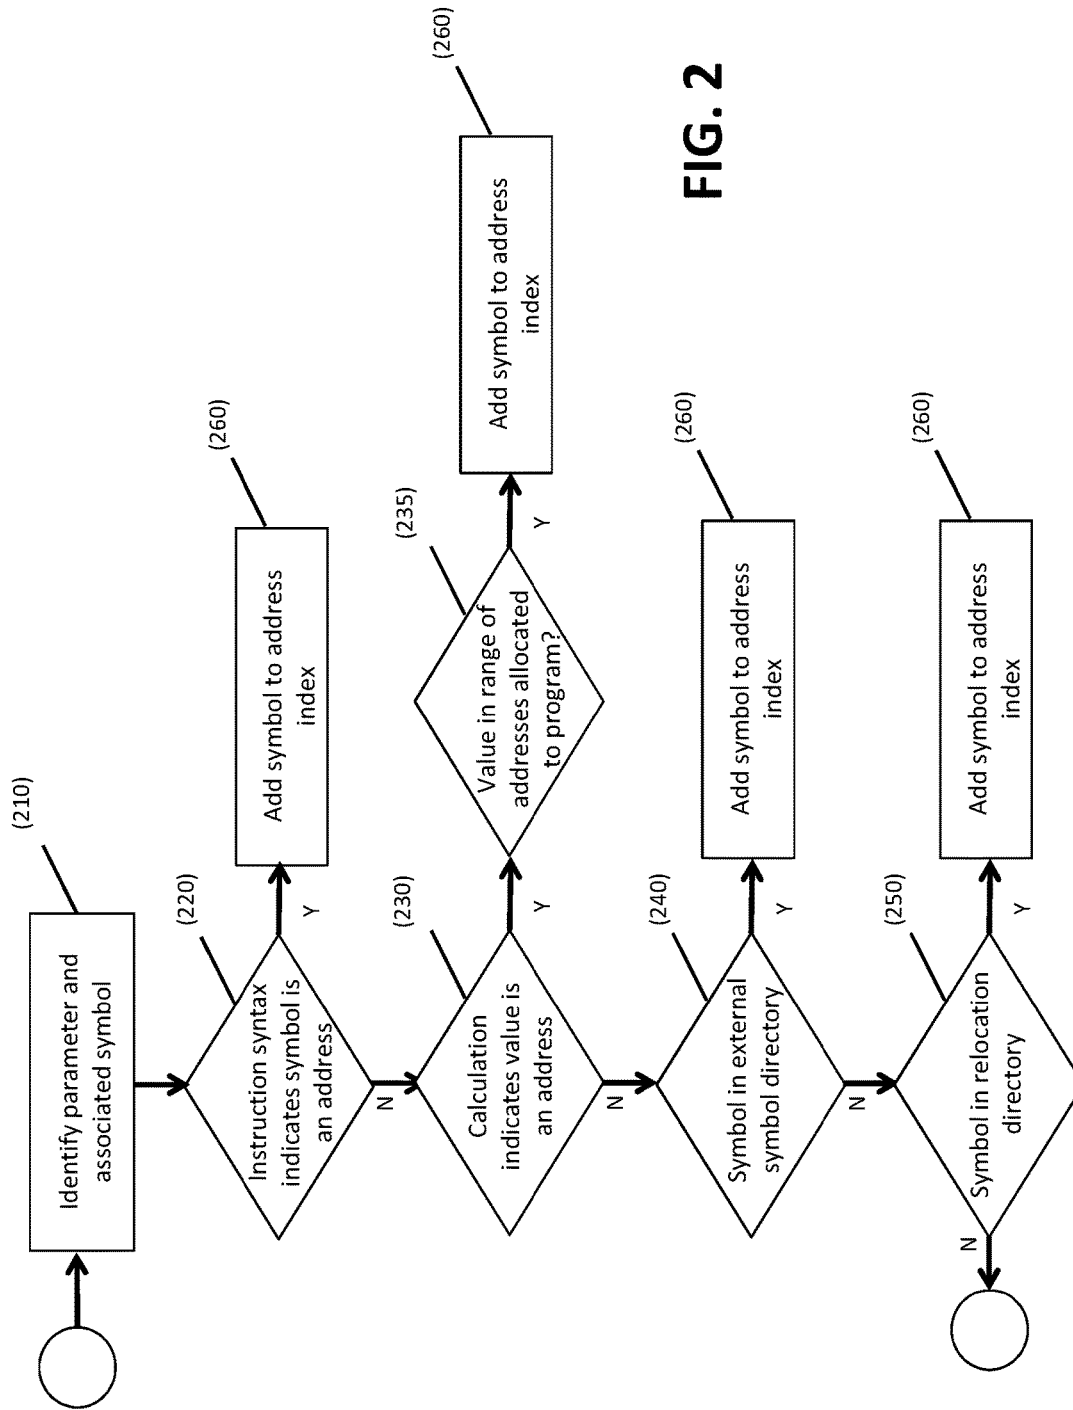 (210)
Identify parameter and
associated symbol
(220)
Instruction syntax
indicates symbol is
an address
Y
(260)
Add symbol to address
index
N
(230)
Calculation
indicates value is
an address
Y
(235)
Value in range of
addresses allocated
to program?
Y
(260)
Add symbol to address
index
N
(240)
Symbol in external
symbol directory
Y
(260)
Add symbol to address
index
N
(250)
Symbol in relocation
directory
Y
(260)
Add symbol to address
index
N
FIG. 2